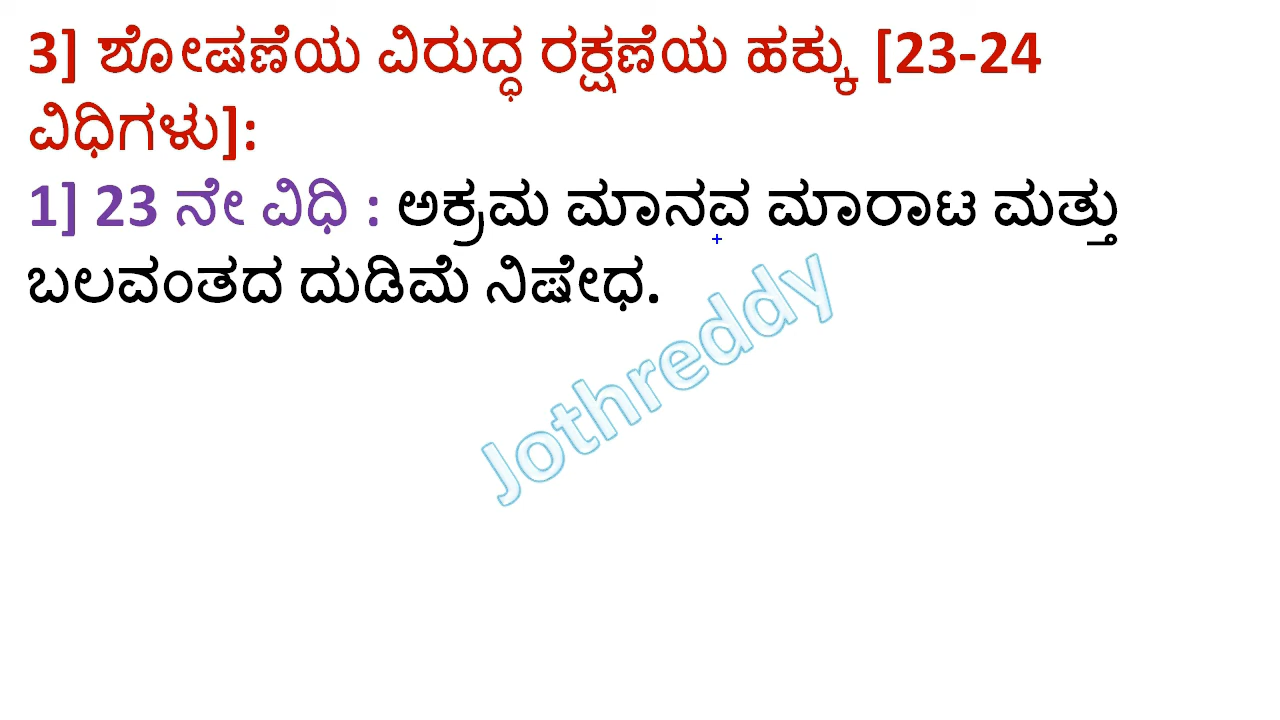 3] ಶೋಷಣೆಯ ವಿರುದ್ಧ ರಕ್ಷಣೆಯ ಹಕ್ಕು [23-24
ವಿಧಿಗಳು]:
1] 23 ನೇ ವಿಧಿ : ಅಕ್ರಮ ಮಾನವ ಮಾರಾಟ ಮತ್ತು
ಬಲವಂತದ ದುಡಿಮೆ ನಿಷೇಧ.
Jothreddy